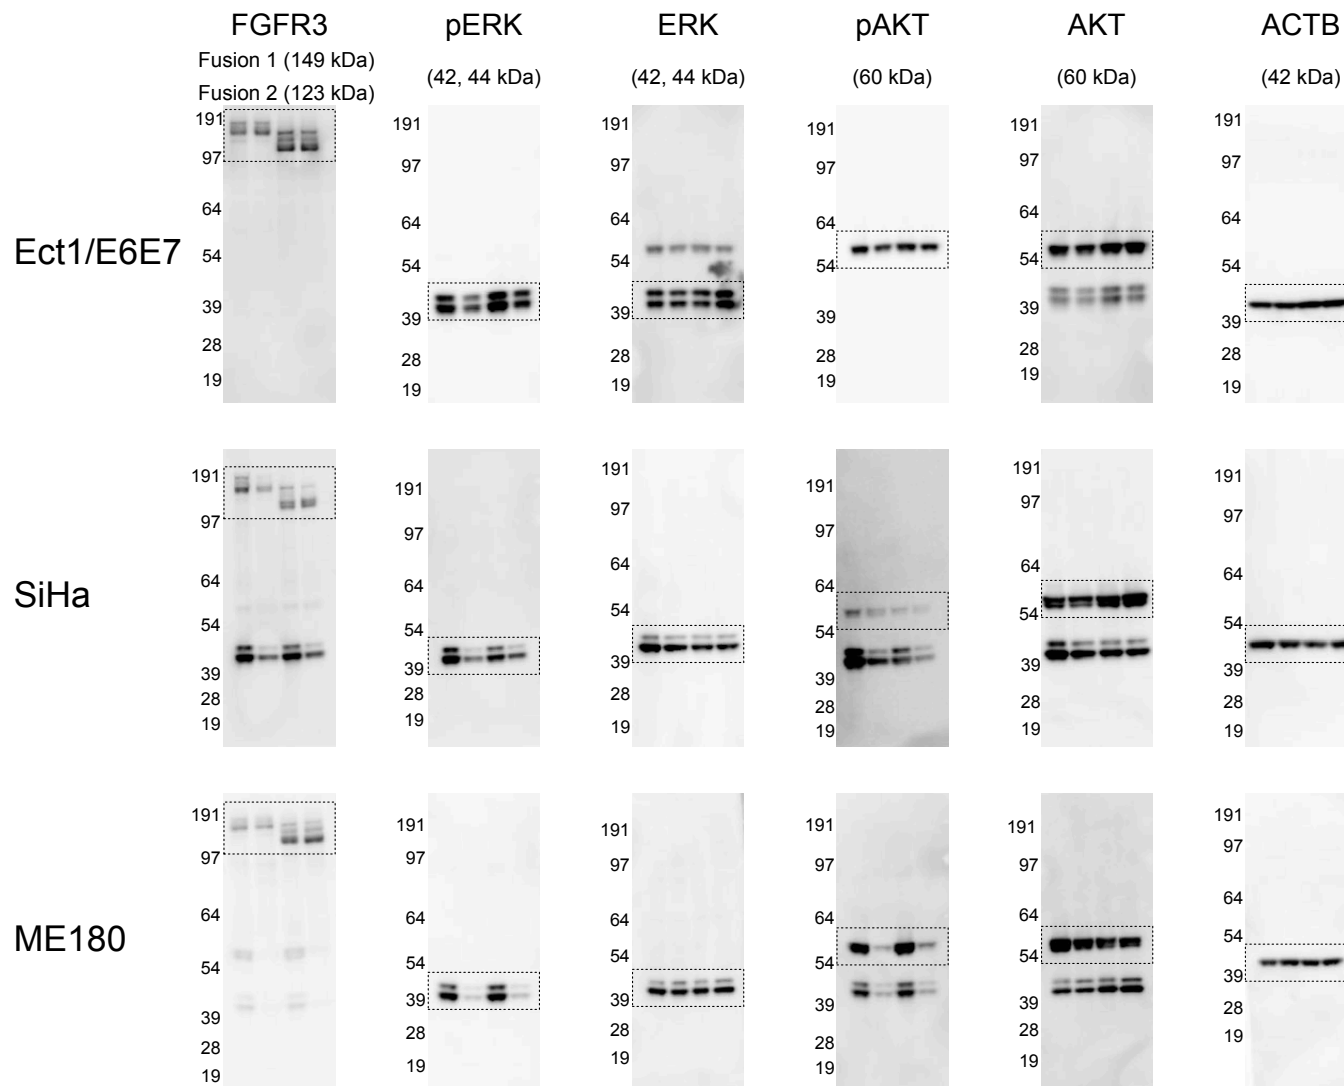 FGFR3 pERK ERK pAKT AKT ACTB
Fusion 1 (149 kDa)
Fusion 2 (123 kDa)
(42, 44 kDa) (42, 44 kDa) (60 kDa) (60 kDa) (42 kDa)
Ect1/E6E7
191 97 64 54 39 28 19
191 97 64 54 39 28 19
191 97 64 54 39 28 19
191 97 64 54 39 28 19
191 97 64 54 39 28 19
191 97 64 54 39 28 19
SiHa
191 97 64 54 39 28 19
191 97 64 54 39 28 19
191 97 64 54 39 28 19
191 97 64 54 39 28 19
191 97 64 54 39 28 19
191 97 64 54 39 28 19
ME180
191 97 64 54 39 28 19
191 97 64 54 39 28 19
191 97 64 54 39 28 19
191 97 64 54 39 28 19
191 97 64 54 39 28 19
191 97 64 54 39 28 19